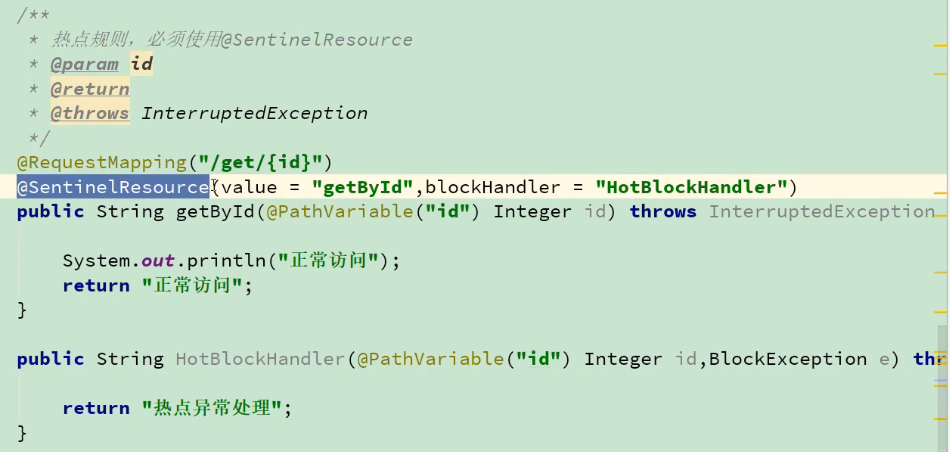 /**
 * 热点规则，必须使用@SentinelResource
 * @param id
 * @return
 * @throws InterruptedException
 */
@RequestMapping("/get/{id}")
@SentinelResource(value = "getById",blockHandler = "HotBlockHandler")
public String getById(@PathVariable("id") Integer id) throws InterruptedException
System.out.println("正常访问");
return "正常访问";
}
public String HotBlockHandler(@PathVariable("id") Integer id,BlockException e)
return "热点异常处理";
}